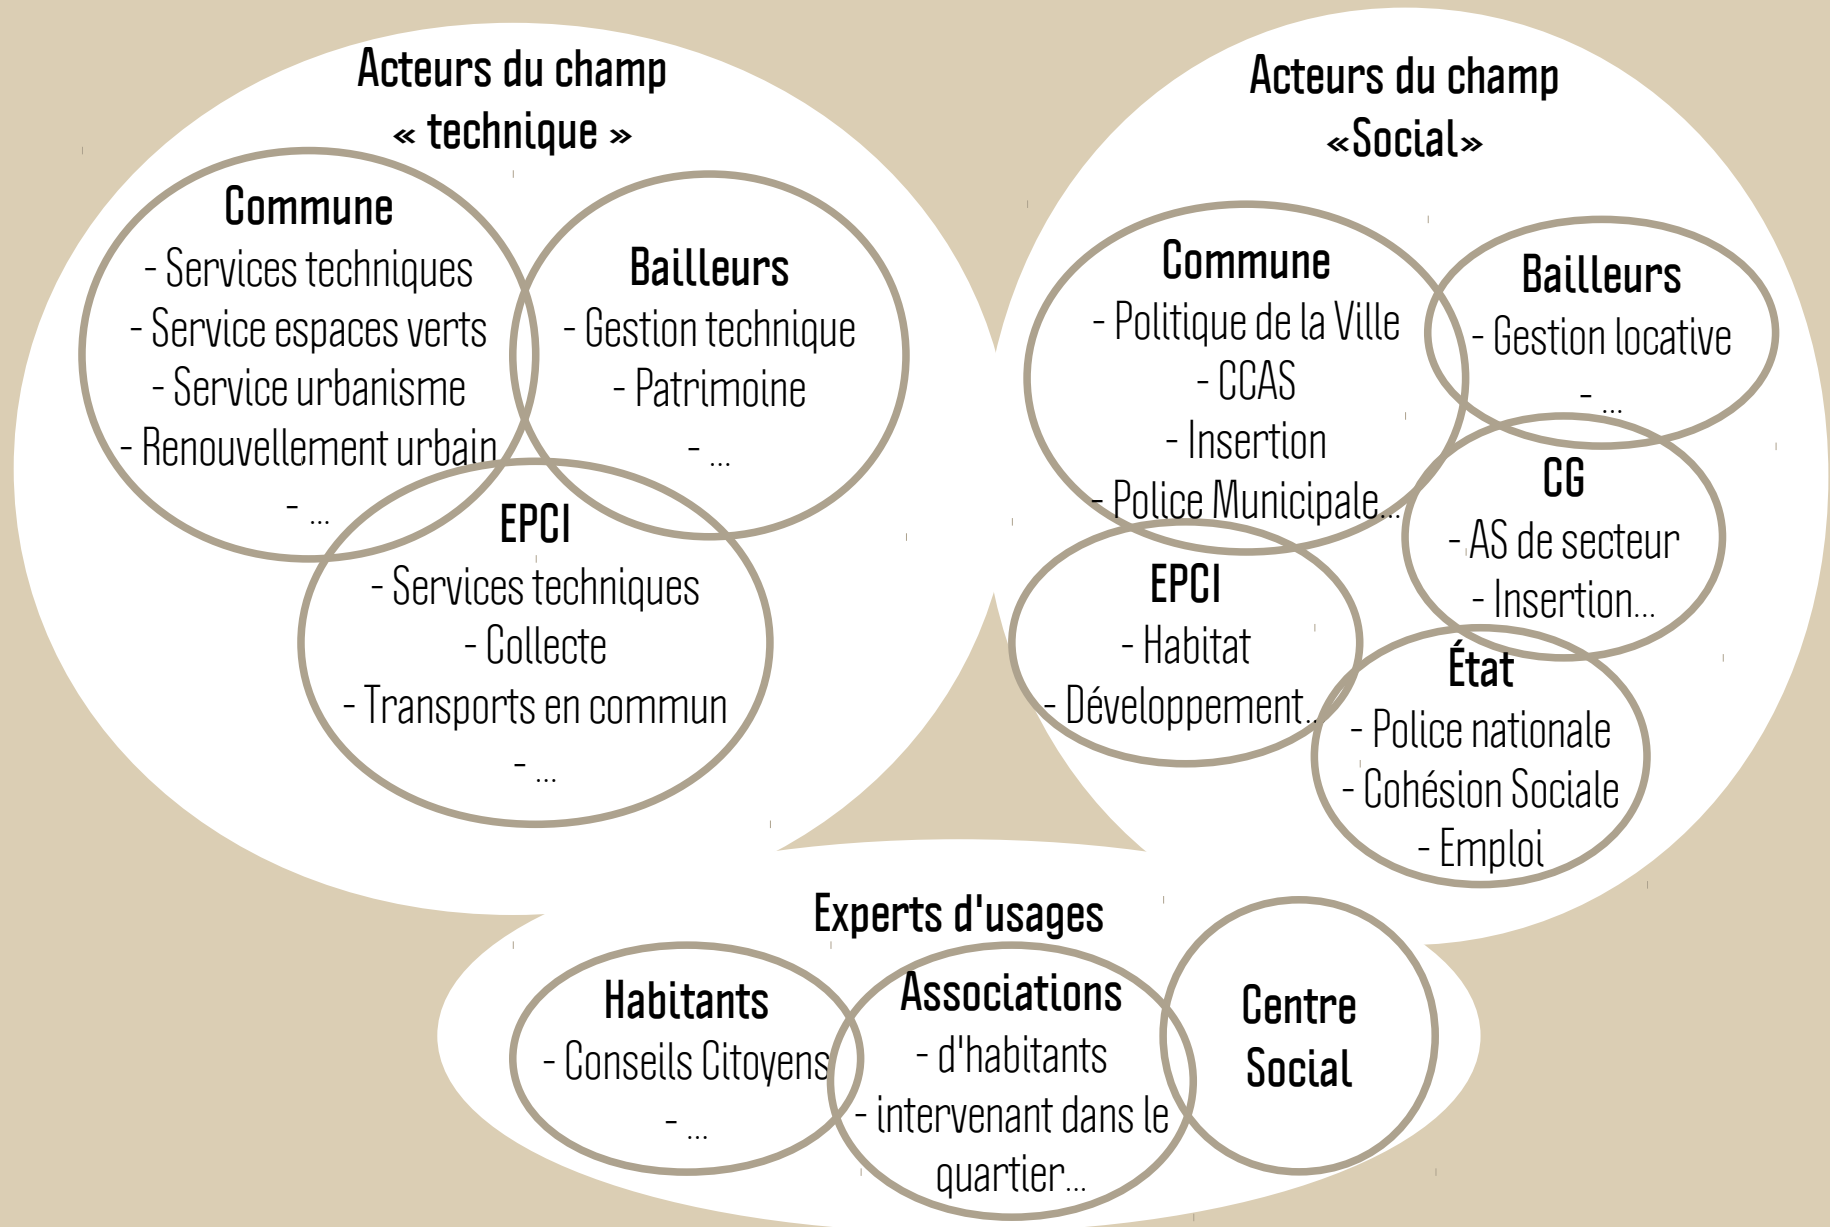 Acteurs du champ
« technique »
Commune
- Services techniques
- Service espaces verts
- Service urbanisme
- Renouvellement urbain
- ...
Bailleurs
- Gestion technique
- Patrimoine
- ...
EPCI
- Services techniques
- Collecte
- Transports en commun
- ...
Acteurs du champ
«Social»
Commune
- Politique de la Ville
- CCAS
- Insertion
- Police Municipale...
Bailleurs
- Gestion locative
- ...
CG
- AS de secteur
- Insertion...
EPCI
- Habitat
- Développement...
État
- Police nationale
- Cohésion Sociale
- Emploi
Experts d'usages
Habitants
- Conseils Citoyens
- ...
Associations
- d'habitants
- intervenant dans le
quartier...
Centre
Social